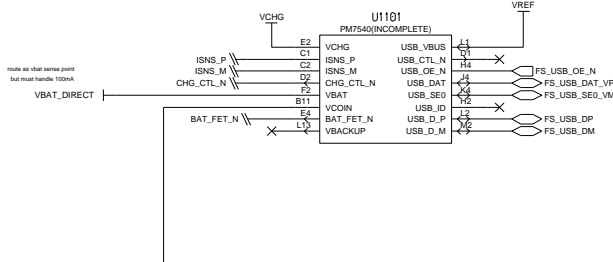 VCHG
U1101
PM7540(INCOMPLETE)
VREF
E2 VCHG USB_VBUS L1
ISNS_P C1 ISNS_P USB_CTL_N D1
ISNS_M C2 ISNS_M USB_OE_N H4 FS_USB_OE_N
CHG_CTL_N D2 CHG_CTL_N USB_DAT J4 FS_USB_DAT_VP
route as vbat sense point
but must handle 100mA
VBAT_DIRECT F2 VBAT USB_SE0 K4 FS_USB_SE0_VM
B11 VCOIN USB_ID H2
BAT_FET_N E4 BAT_FET_N USB_D_P L2 FS_USB_DP
L13 VBACKUP USB_D_M M2 FS_USB_DM